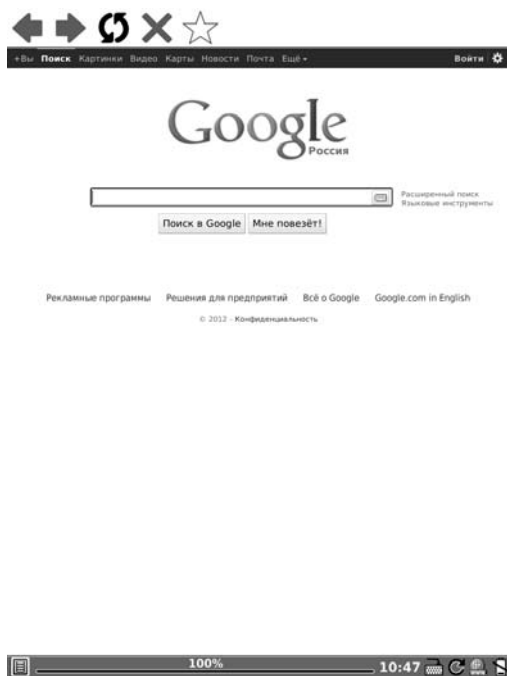 +Вы Поиск Картинки Видео Карты Новости Почта Ещё Войти
Google
Россия
Расширенный поиск
Языковые инструменты
Поиск в Google Мне повезёт!
Рекламные программы Решения для предприятий Всё о Google Google.com in English
© 2012 - Конфиденциальность
100% 10:47